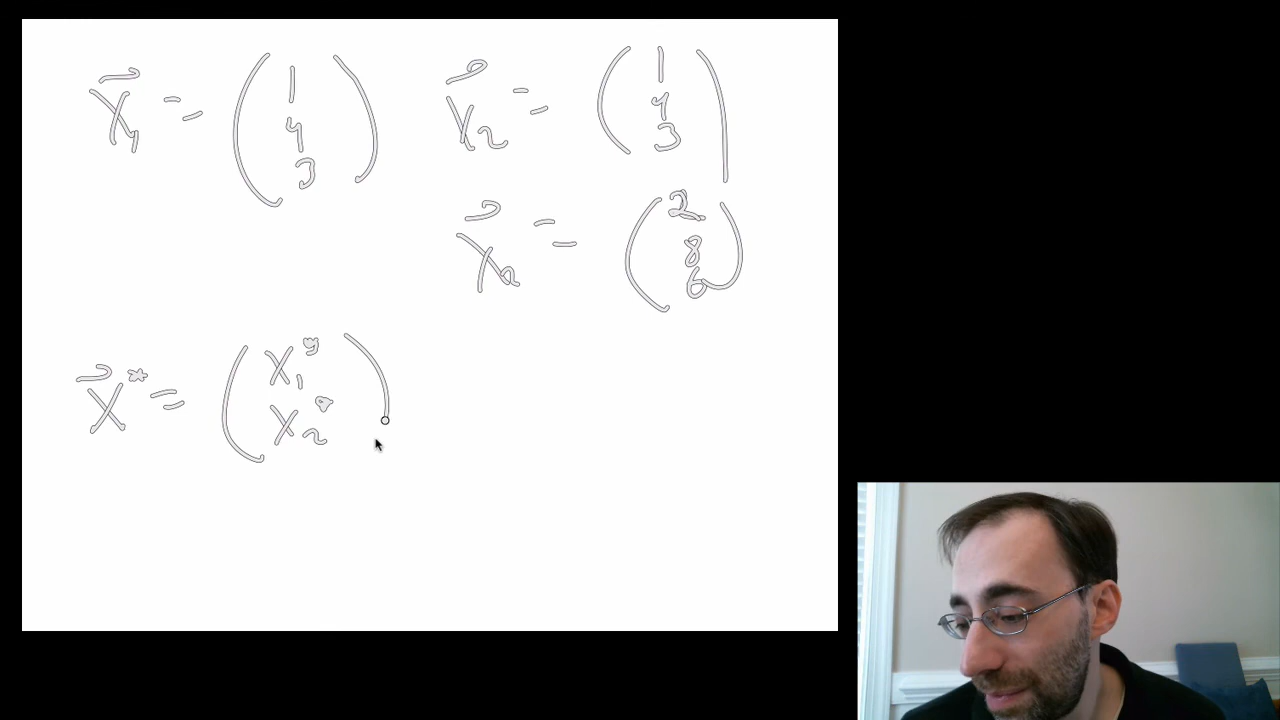 x⃗₁ = (1 4 3) x⃗₂ = (1 4 3)
x⃗₂ = (2 8 6)
x⃗* = (x₁* x₂*)